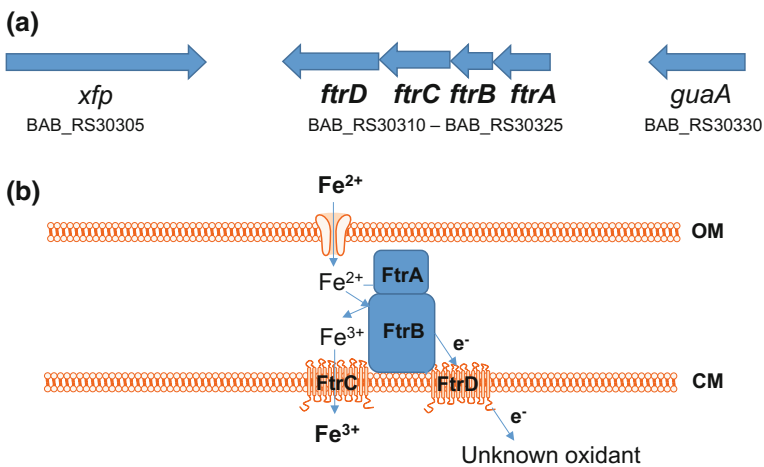 (a)
xfp
ftrD ftrC ftrB ftrA
guaA
BAB_RS30305
BAB_RS30310 – BAB_RS30325
BAB_RS30330
(b)
Fe²⁺
OM
Fe²⁺
FtrA
Fe³⁺
FtrB
e⁻
FtrC
FtrD
CM
Fe³⁺
e⁻
Unknown oxidant